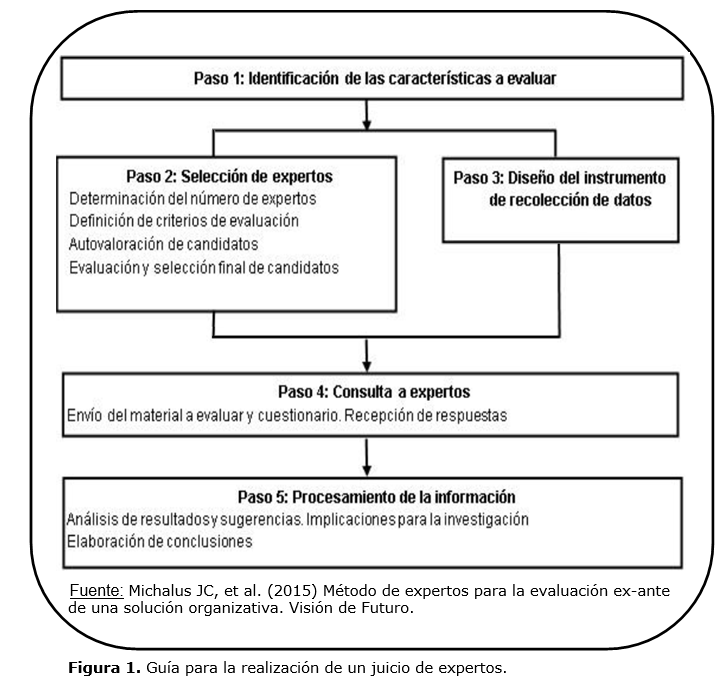 Paso 1: Identificación de las características a evaluar
Paso 2: Selección de expertos
Determinación del número de expertos
Definición de criterios de evaluación
Autovaloración de candidatos
Evaluación y selección final de candidatos
Paso 3: Diseño del instrumento
de recolección de datos
Paso 4: Consulta a expertos
Envío del material a evaluar y cuestionario. Recepción de respuestas
Paso 5: Procesamiento de la información
Análisis de resultados y sugerencias. Implicaciones para la investigación
Elaboración de conclusiones
Fuente: Michalus JC, et al. (2015) Método de expertos para la evaluación ex-ante
de una solución organizativa. Visión de Futuro.
Figura 1. Guía para la realización de un juicio de expertos.